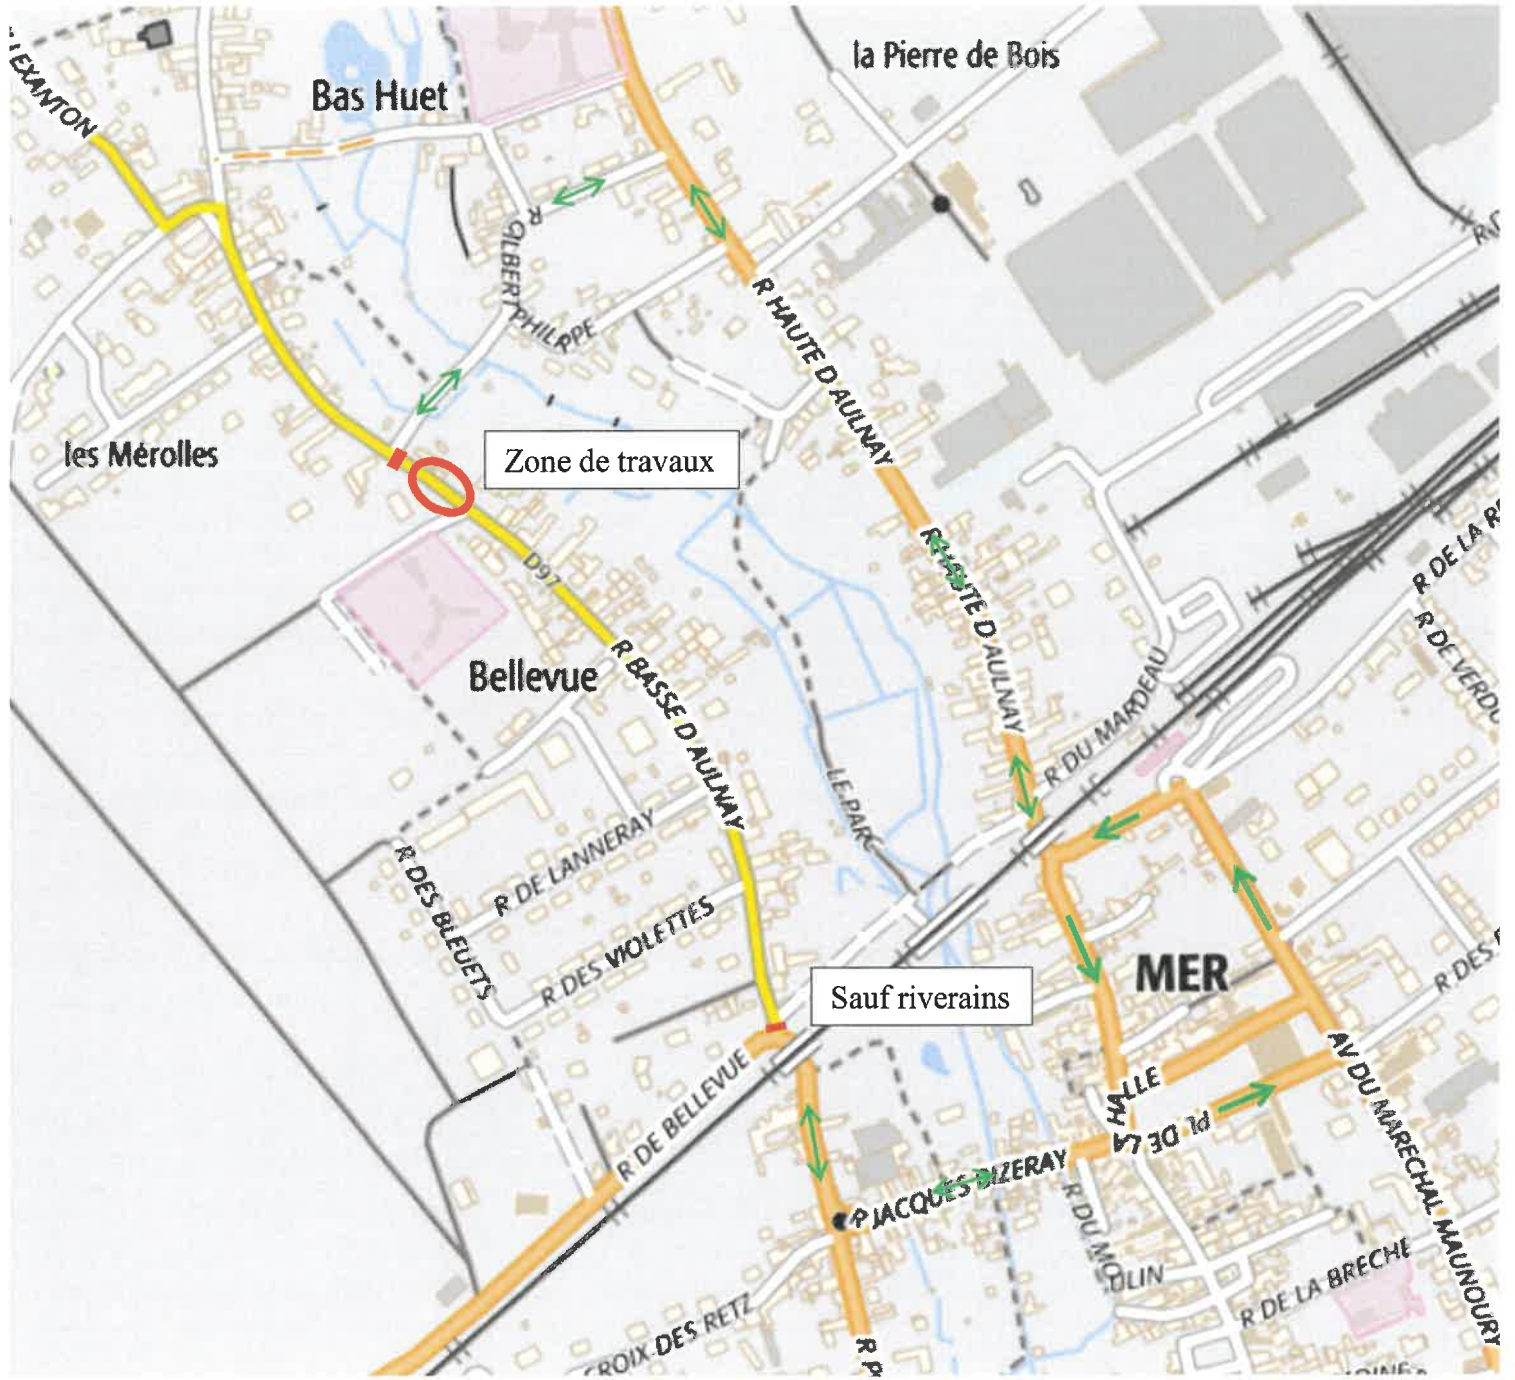 EXANTON
Bas Huet
la Pierre de Bois
R GILBERT PHILPPE
R HAUTE D AULNAY
les Mérolles
Zone de travaux
D97
R HAUTE D AULNAY
R DE LA
R DE VERDU
Bellevue
R BASSE D AULNAY
R DU MARDEAU
LE PARC
R DE LANNERAY
R DES BLEUETS
R DES VIOLETTES
MER
R DES
Sauf riverains
R DE BELLEVUE
PL DE LA HALLE
AV DU MARECHAL MAUNOURY
R JACQUES BIZERAY
R DU MOULIN
R DE LA BRECHE
CROIX DES RETZ